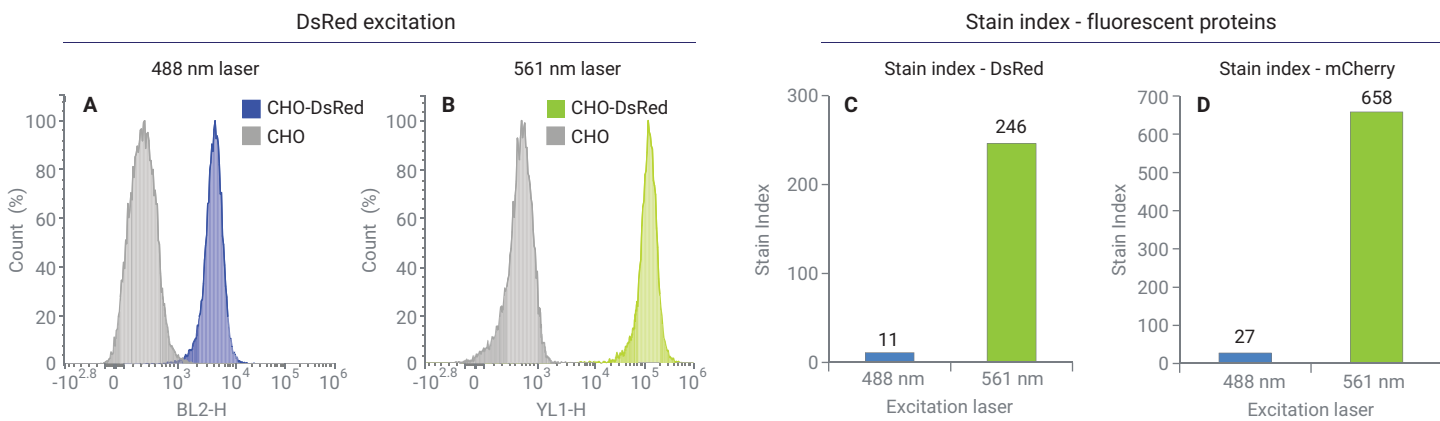 DsRed excitation
488 nm laser
A
CHO-DsRed
CHO
100
80
60
40
20
0
Count (%)
-10^2.8 0 10^3 10^4 10^5 10^6
BL2-H
561 nm laser
B
CHO-DsRed
CHO
100
80
60
40
20
0
Count (%)
-10^2.8 0 10^3 10^4 10^5 10^6
YL1-H
Stain index - fluorescent proteins
Stain index - DsRed
C
300
200
100
0
Stain Index
11
246
488 nm 561 nm
Excitation laser
Stain index - mCherry
D
700
600
500
400
300
200
100
0
Stain Index
27
658
488 nm 561 nm
Excitation laser